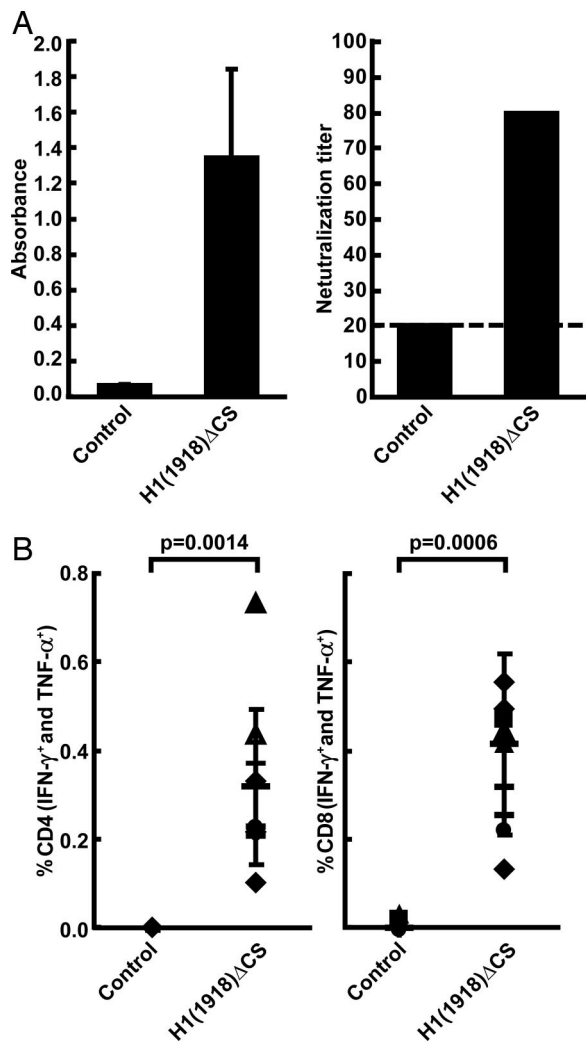 A
Absorbance
2.0
1.8
1.6
1.4
1.2
1.0
0.8
0.6
0.4
0.2
0.0
Control
H1(1918)ΔCS
Netutralization titer
100
90
80
70
60
50
40
30
20
10
0
Control
H1(1918)ΔCS
B
p=0.0014
% CD4 (IFN-γ⁺ and TNF-α⁺)
0.8
0.6
0.4
0.2
0.0
Control
H1(1918)ΔCS
p=0.0006
% CD8 (IFN-γ⁺ and TNF-α⁺)
Control
H1(1918)ΔCS